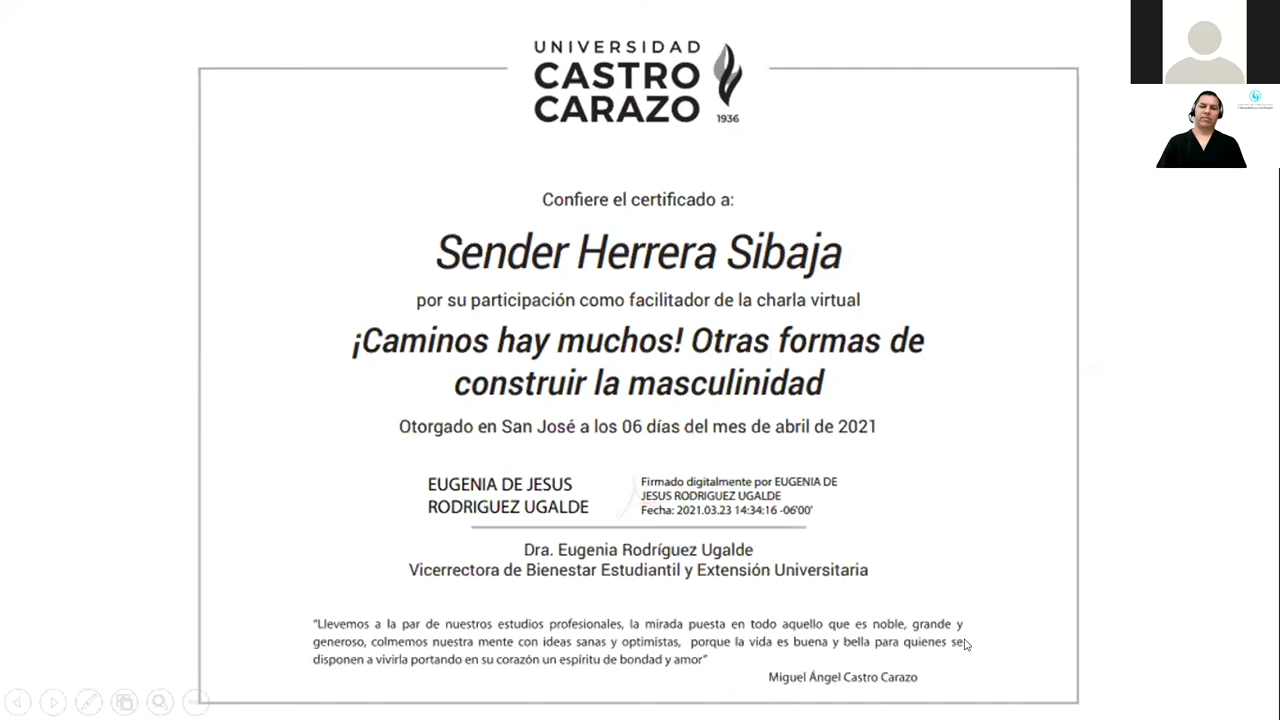 UNIVERSIDAD
CASTRO
CARAZO
1936
Confiere el certificado a:
Sender Herrera Sibaja
por su participación como facilitador de la charla virtual
¡Caminos hay muchos! Otras formas de
construir la masculinidad
Otorgado en San José a los 06 días del mes de abril de 2021
EUGENIA DE JESUS
RODRIGUEZ UGALDE
Firmado digitalmente por EUGENIA DE
JESUS RODRIGUEZ UGALDE
Fecha: 2021.03.23 14:34:16 -06'00'
Dra. Eugenia Rodríguez Ugalde
Vicerrectora de Bienestar Estudiantil y Extensión Universitaria
"Llevemos a la par de nuestros estudios profesionales, la mirada puesta en todo aquello que es noble, grande y
generoso, colmemos nuestra mente con ideas sanas y optimistas, porque la vida es buena y bella para quienes se
disponen a vivirla portando en su corazón un espíritu de bondad y amor"
Miguel Ángel Castro Carazo